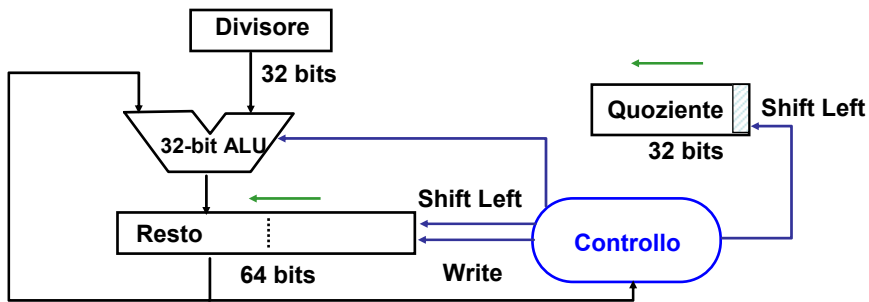 Divisore
32 bits
Quoziente
Shift Left
32-bit ALU
32 bits
Shift Left
Resto
Controllo
64 bits
Write